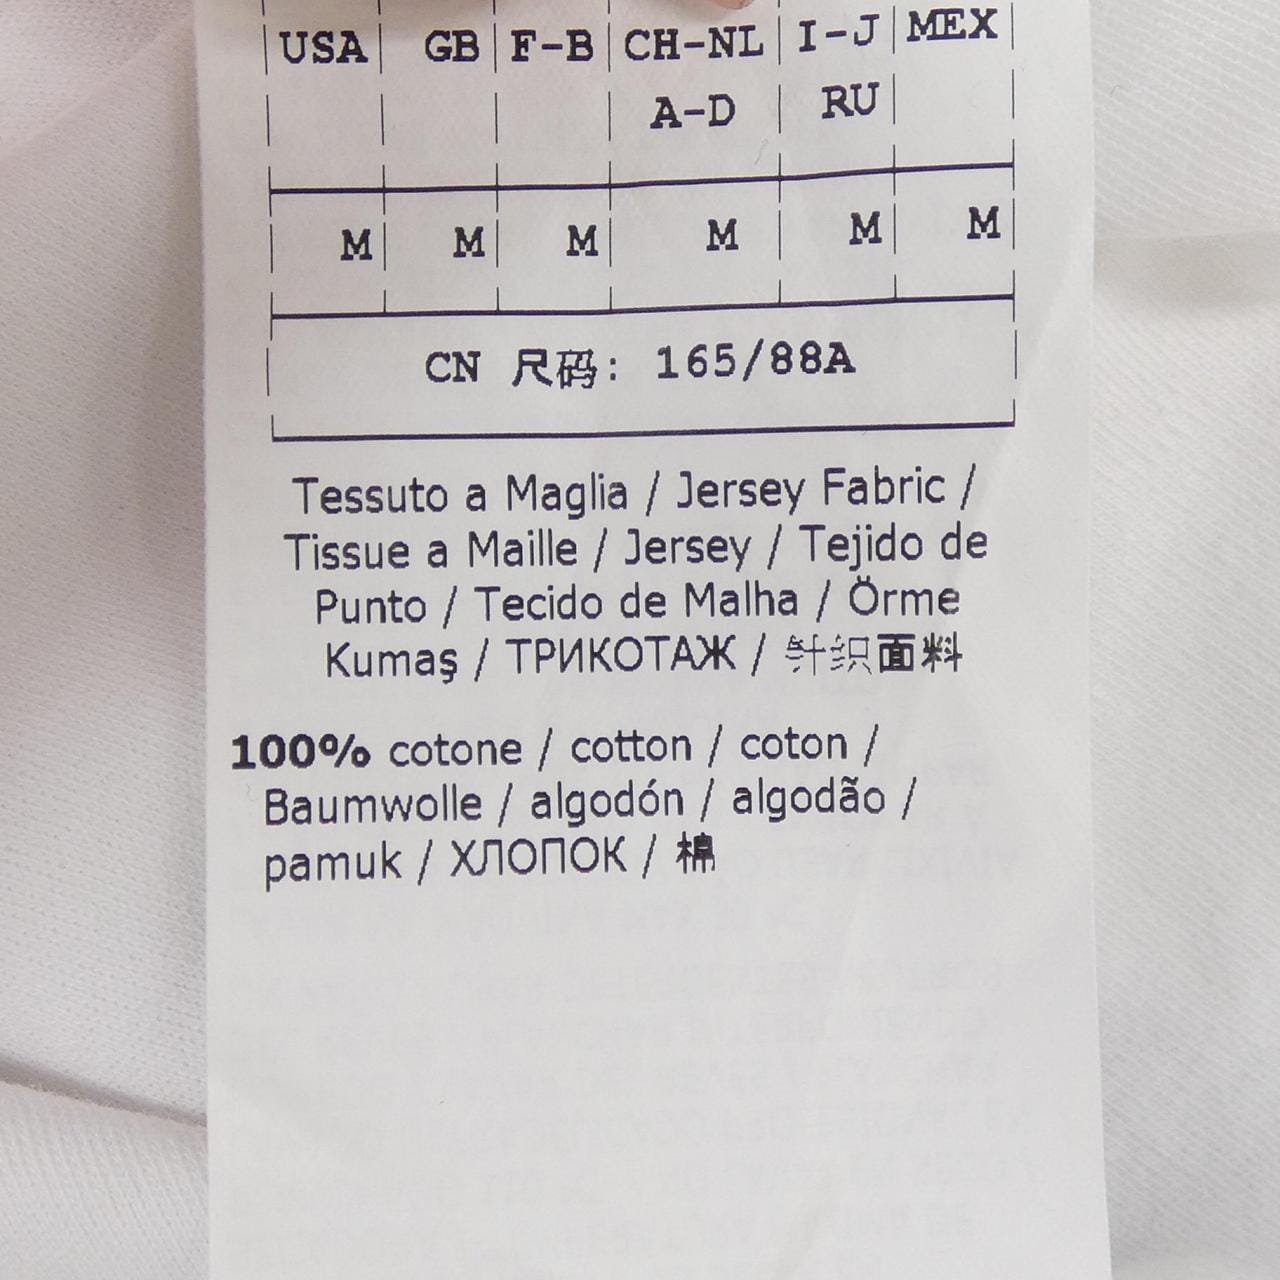 USA GB F-B CH-NL I-J MEX
A-D RU
M M M M M M
CN 尺码: 165/88A
Tessuto a Maglia / Jersey Fabric /
Tissue a Maille / Jersey / Tejido de
Punto / Tecido de Malha / Örme
Kumaş / ТРИКОТАЖ / 针织面料
100% cotone / cotton / coton /
Baumwolle / algodón / algodão /
pamuk / ХЛОПОК / 棉